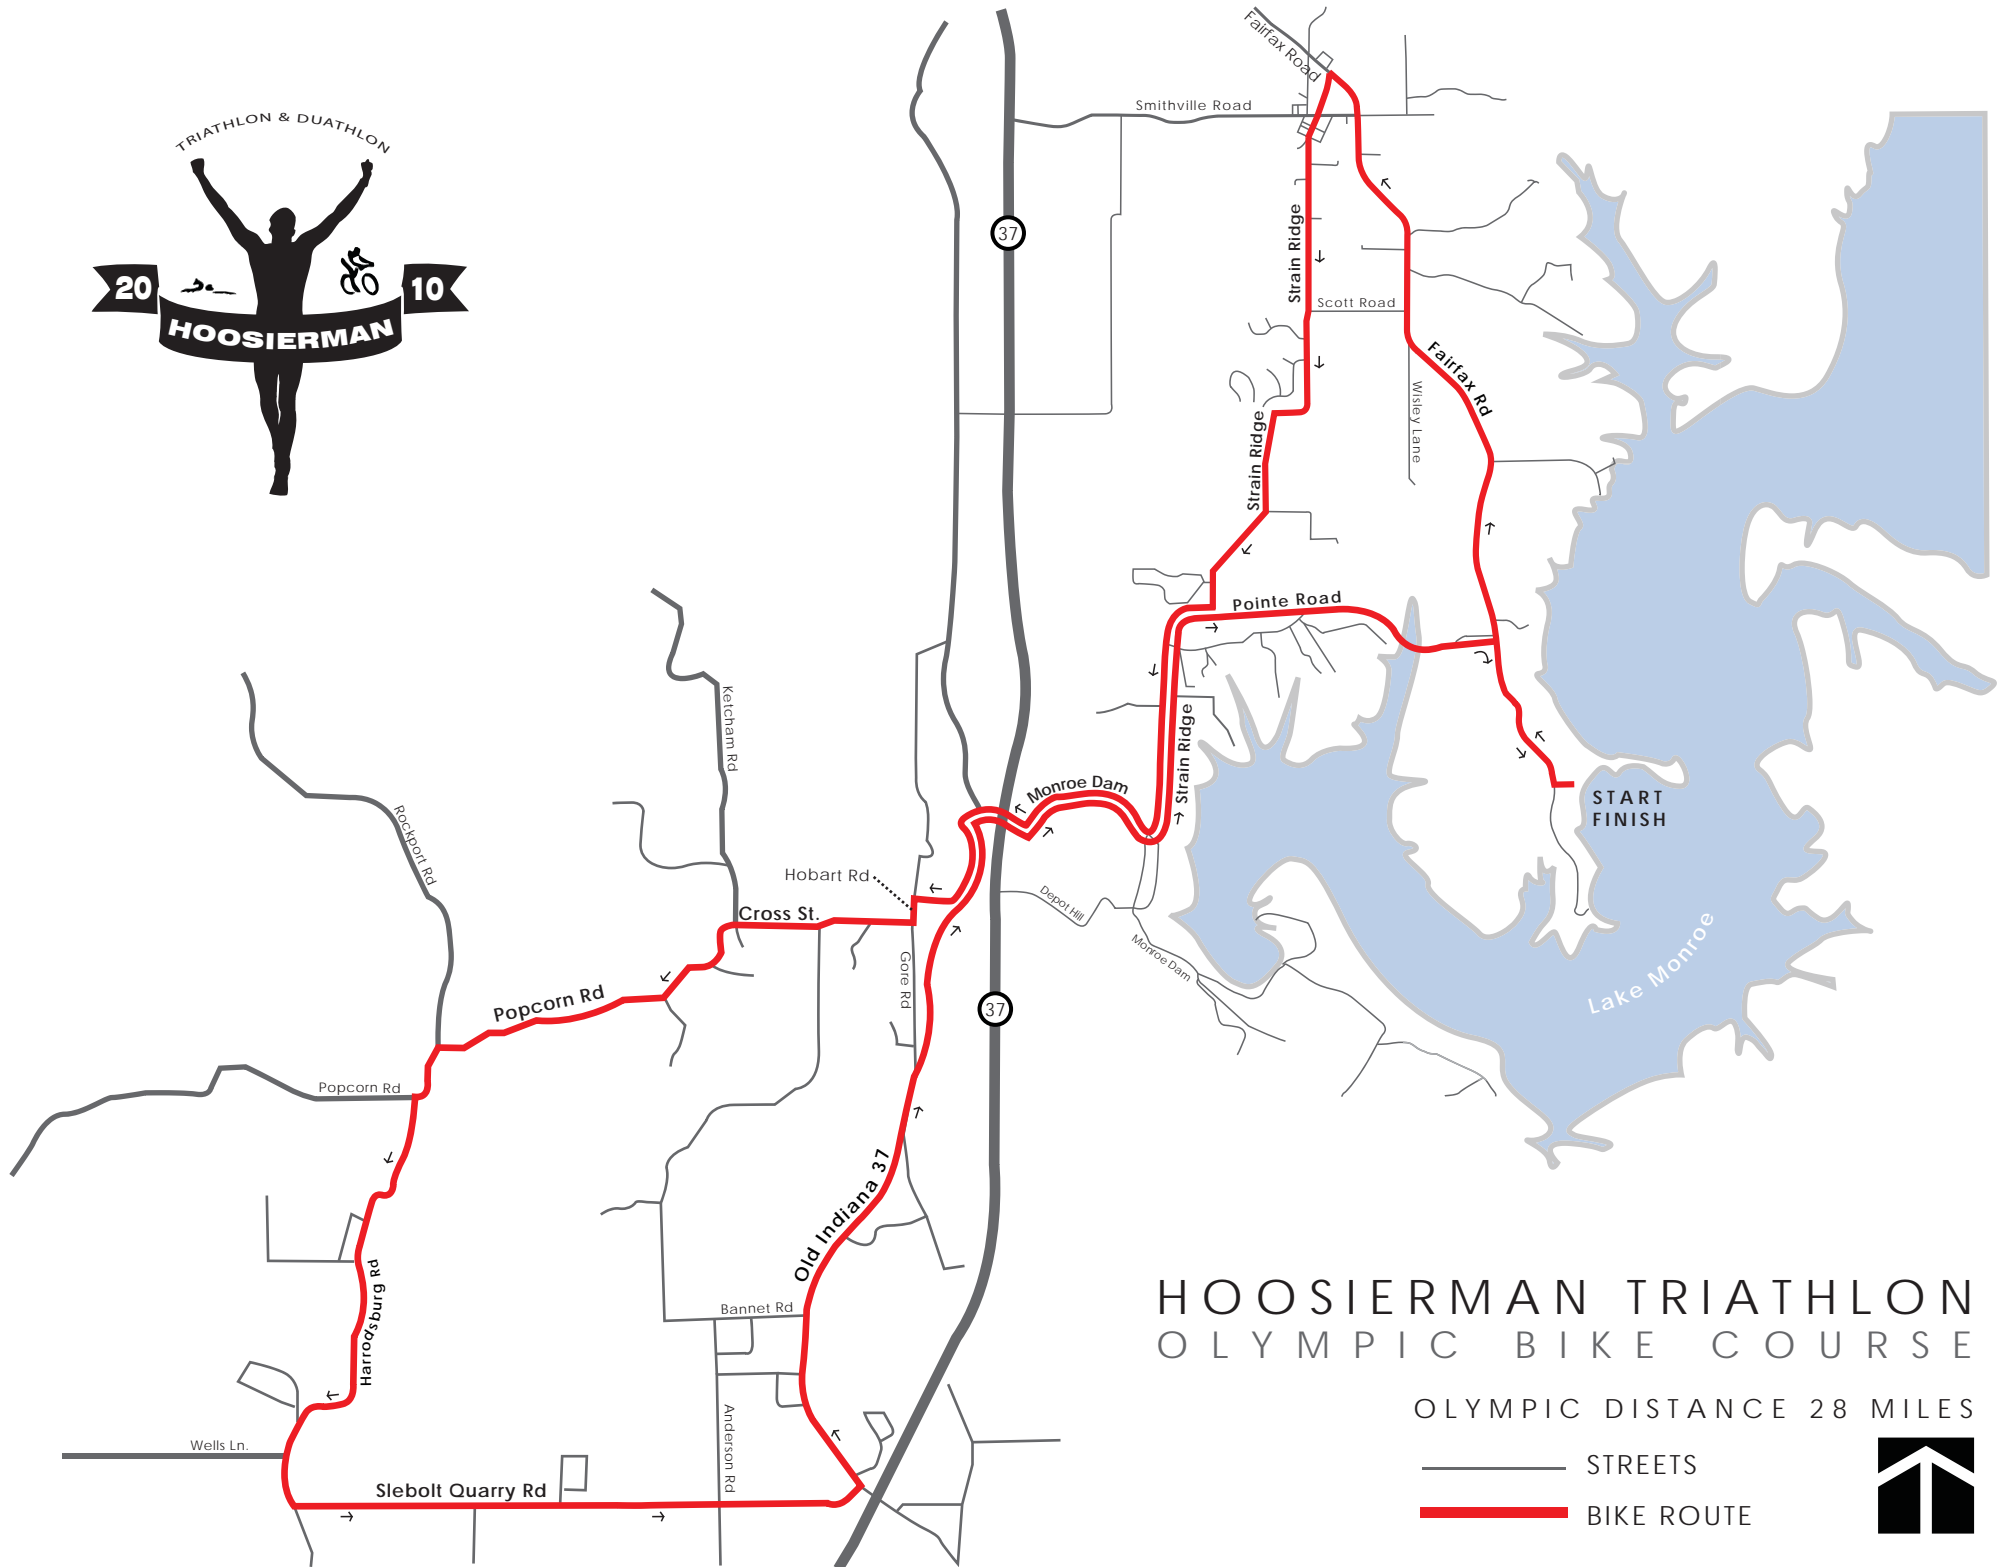 TRIATHLON & DUATHLON
20
10
HOOSIERMAN
Fairfax Road
Smithville Road
37
Strain Ridge
Scott Road
Fairfax Rd
Wisley Lane
Strain Ridge
Pointe Road
Ketcham Rd
Strain Ridge
Monroe Dam
START
FINISH
Rockport Rd
Hobart Rd
Cross St.
Depot Hill
Monroe Dam
Lake Monroe
Gore Rd
37
Popcorn Rd
Popcorn Rd
Old Indiana 37
Harrodsburg Rd
Bannet Rd
Anderson Rd
Wells Ln.
Slebolt Quarry Rd
HOOSIERMAN TRIATHLON
OLYMPIC BIKE COURSE
OLYMPIC DISTANCE 28 MILES
STREETS
BIKE ROUTE